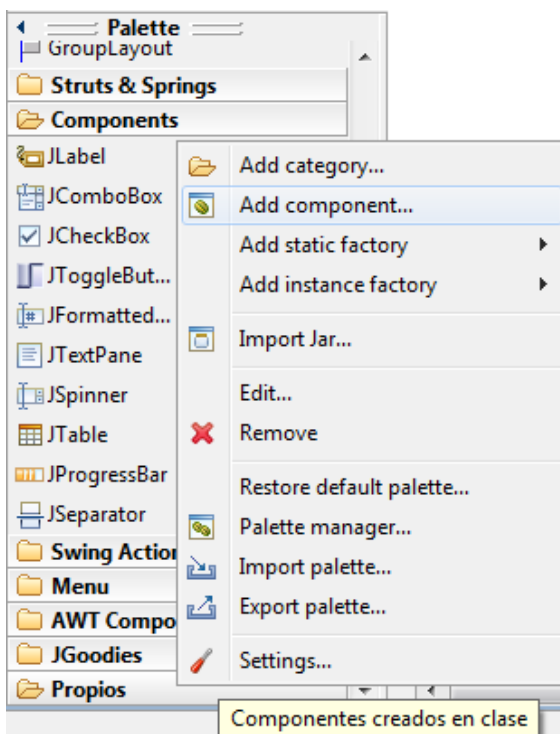 Palette
GroupLayout
Struts & Springs
Components
JLabel
JComboBox
JCheckBox
JToggleBut...
JFormatted...
JTextPane
JSpinner
JTable
JProgressBar
JSeparator
Swing Action
Menu
AWT Compo
JGoodies
Propios
Add category...
Add component...
Add static factory
Add instance factory
Import Jar...
Edit...
Remove
Restore default palette...
Palette manager...
Import palette...
Export palette...
Settings...
Componentes creados en clase